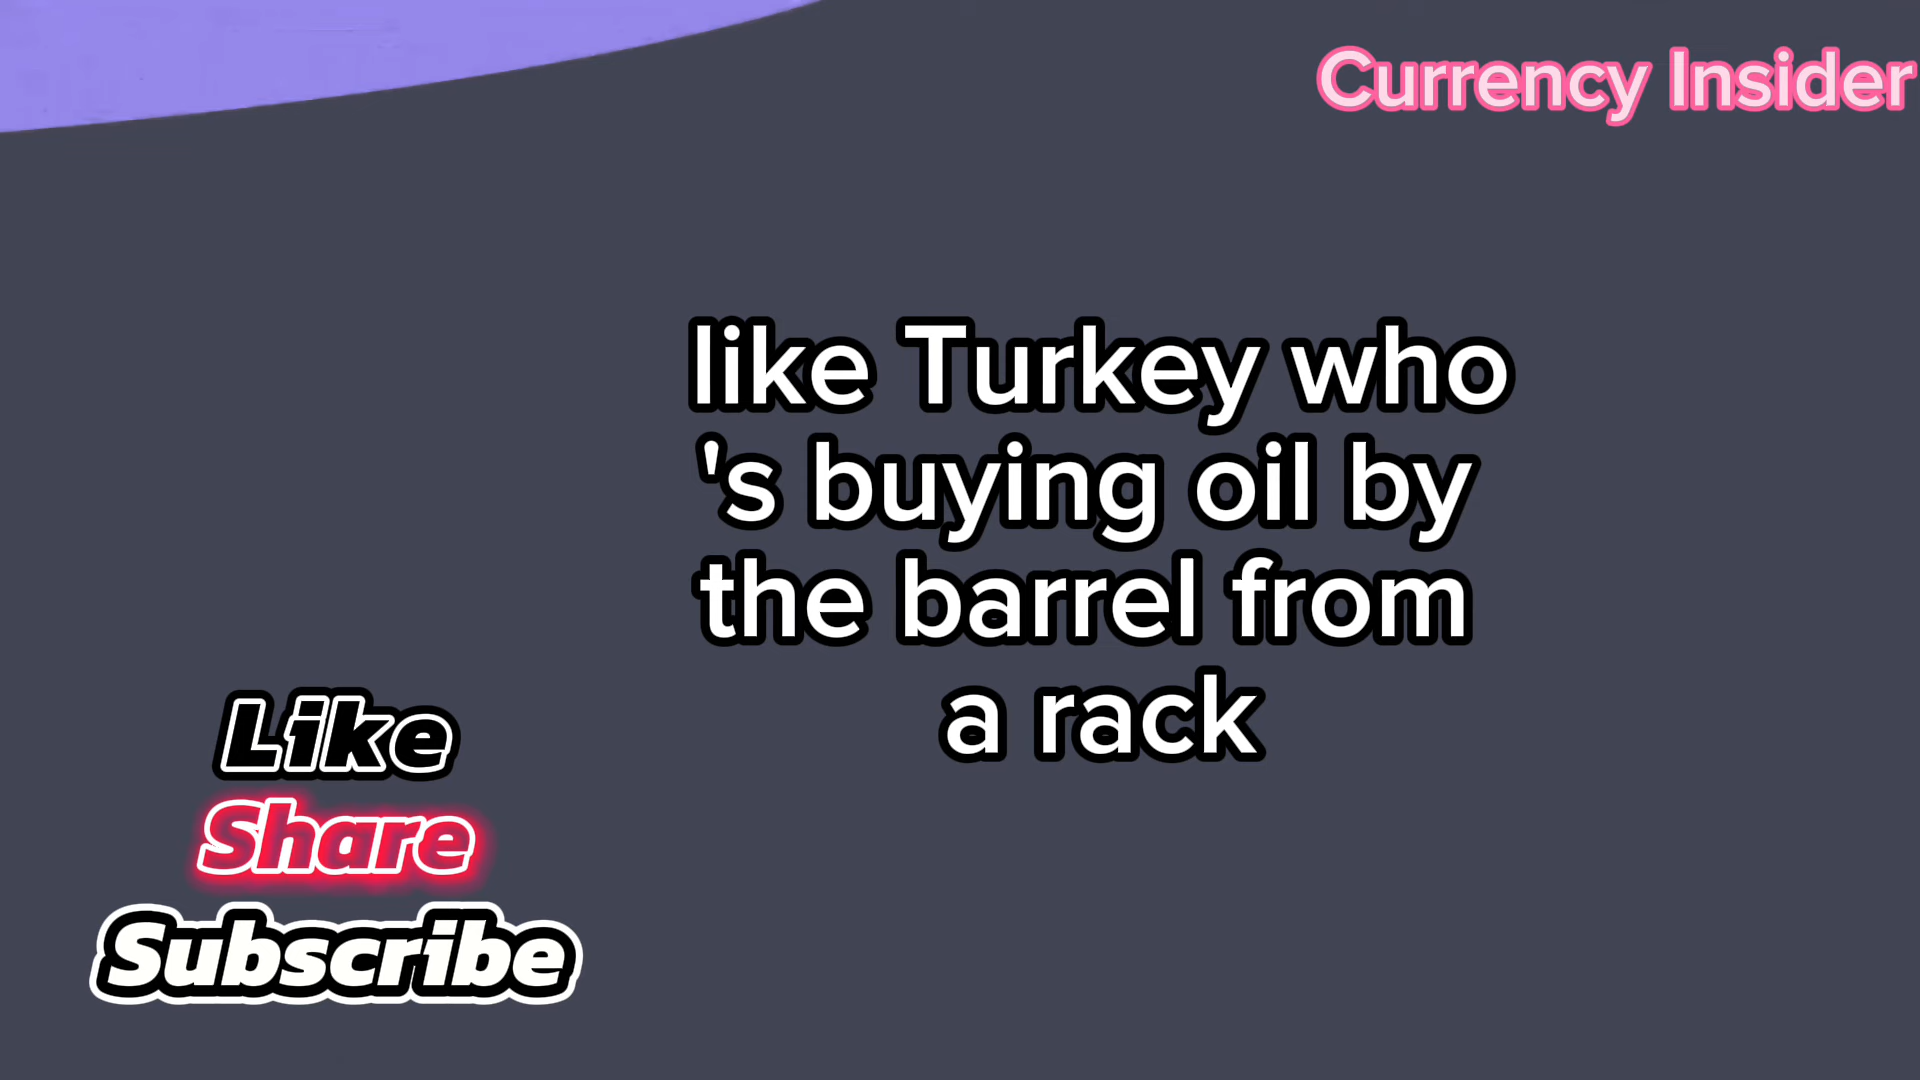 Currency Insider
like Turkey who
's buying oil by
the barrel from
a rack
Like
Share
Subscribe